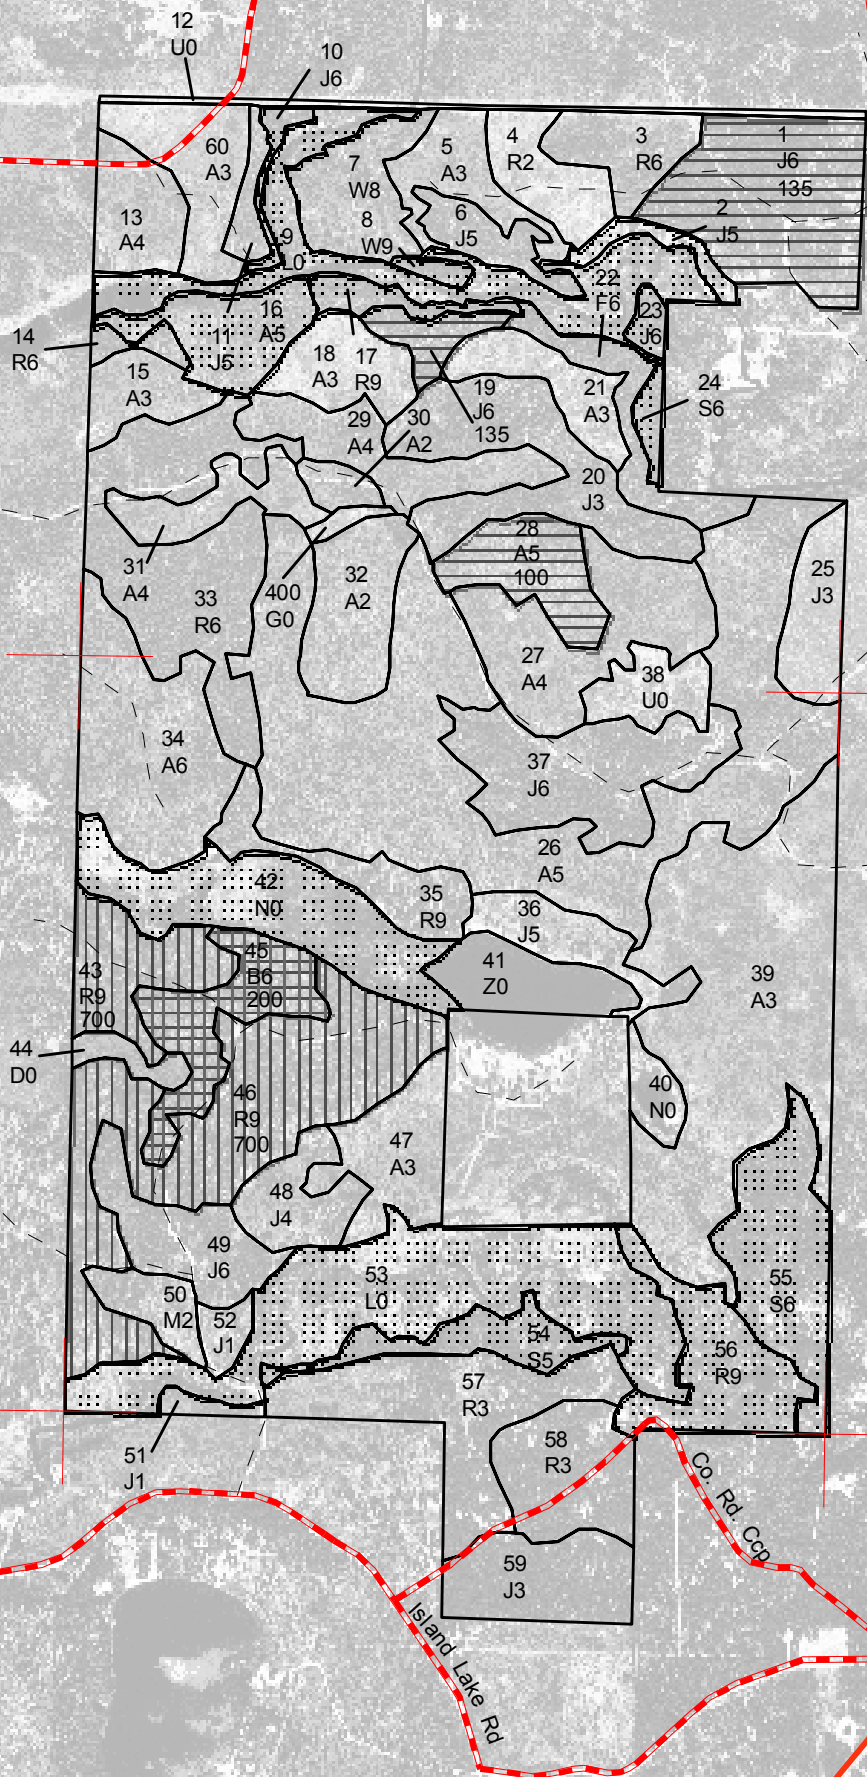 12
U0
10
J6
60
A3
7
W8
5
A3
4
R2
3
R6
1
J6
135
13
A4
8
W9
6
J5
2
J5
9
L0
22
F6
23
J6
14
R6
11
J5
16
A5
15
A3
18
A3
17
R9
19
J6
135
21
A3
24
S6
29
A4
30
A2
20
J3
31
A4
33
R6
400
G0
32
A2
28
A5
100
25
J3
27
A4
38
U0
34
A6
37
J6
26
A5
42
N0
35
R9
36
J5
41
Z0
39
A3
43
R9
700
45
B6
200
44
D0
46
R9
700
40
N0
47
A3
48
J4
49
J6
50
M2
52
J1
53
L0
54
S5
55
S6
56
R9
57
R3
51
J1
58
R3
59
J3
Co. Rd. Ccp
Island Lake Rd